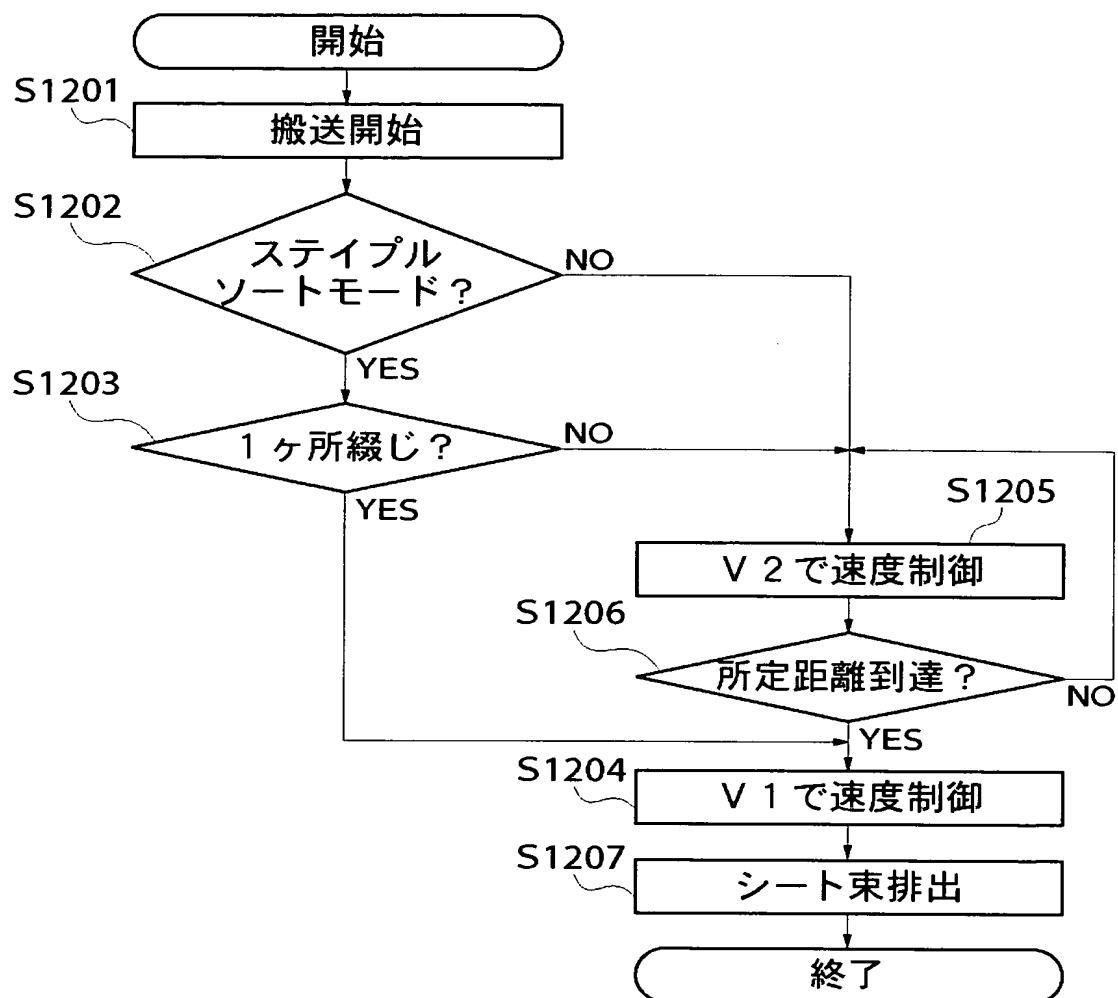 開始
S1201
搬送開始
S1202
ステイプル
ソートモード？
NO
YES
S1203
1ヶ所綴じ？
NO
YES
S1205
V2で速度制御
S1206
所定距離到達？
NO
YES
S1204
V1で速度制御
S1207
シート束排出
終了